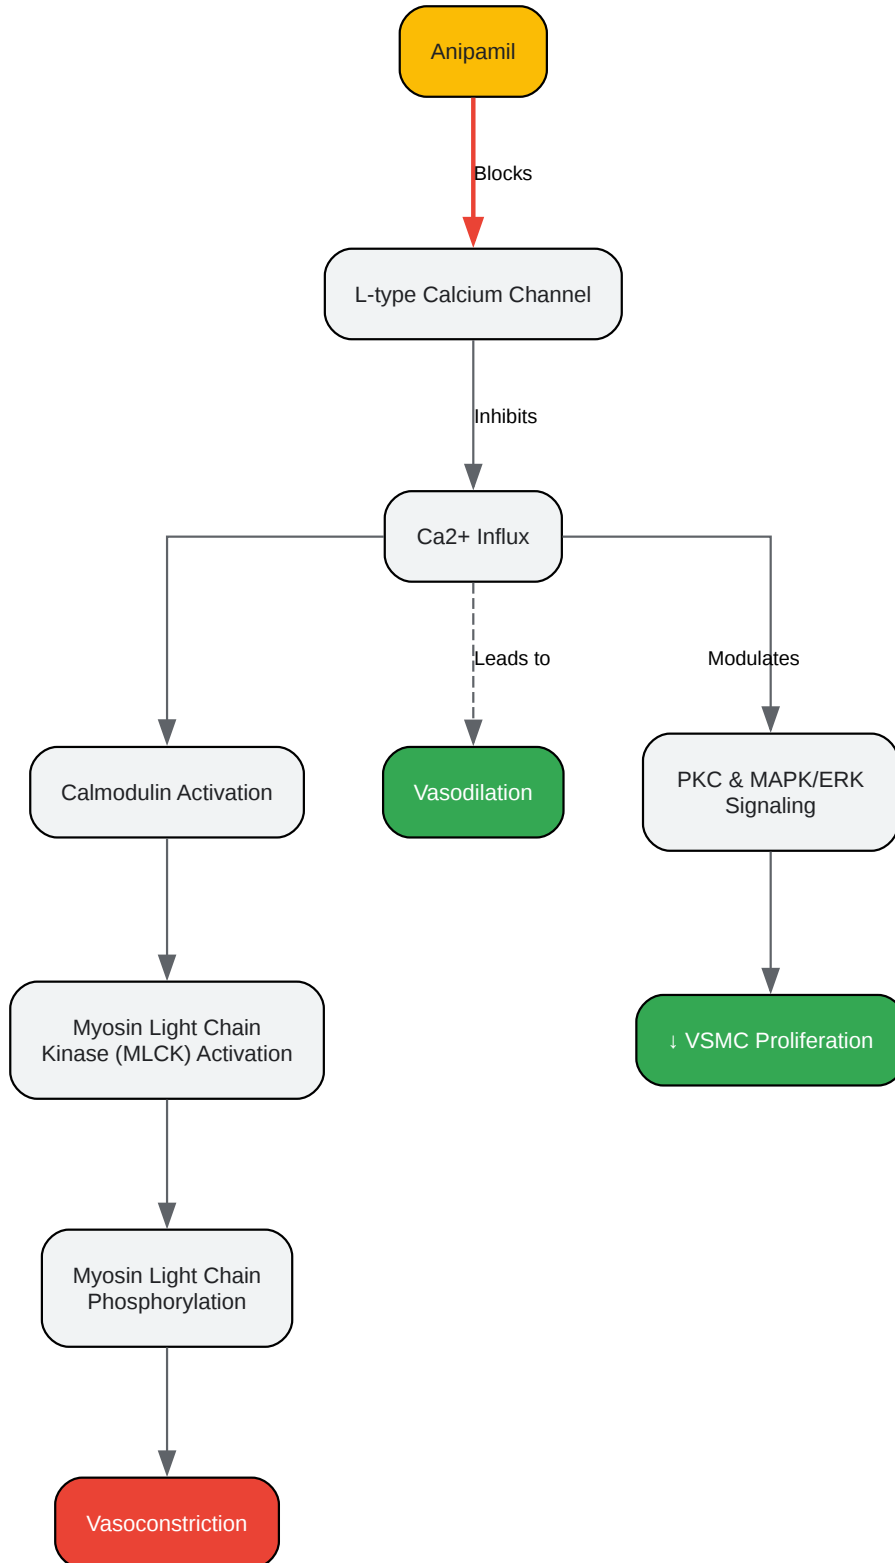 Anipamil
Blocks
L-type Calcium Channel
Inhibits
Ca2+ Influx
Leads to
Modulates
Calmodulin Activation
Vasodilation
PKC & MAPK/ERK
Signaling
Myosin Light Chain
Kinase (MLCK) Activation
↓ VSMC Proliferation
Myosin Light Chain
Phosphorylation
Vasoconstriction